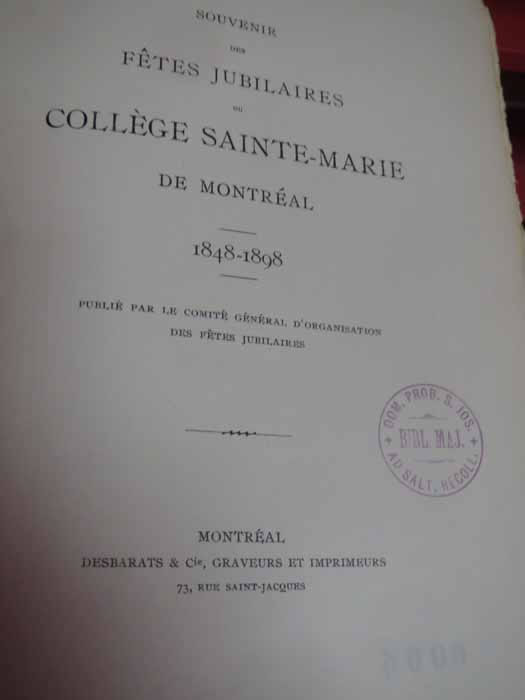 SOUVENIR
DES
FÊTES JUBILAIRES
DU
COLLÈGE SAINTE-MARIE
DE MONTRÉAL
1848-1898
PUBLIÉ PAR LE COMITÉ GÉNÉRAL D'ORGANISATION
DES FÊTES JUBILAIRES
DOM. PROB. S. JOS.
+ BIBL MAJ. +
AD SALT. RECOLL.
MONTRÉAL
DESBARATS & Cie, GRAVEURS ET IMPRIMEURS
73, RUE SAINT-JACQUES